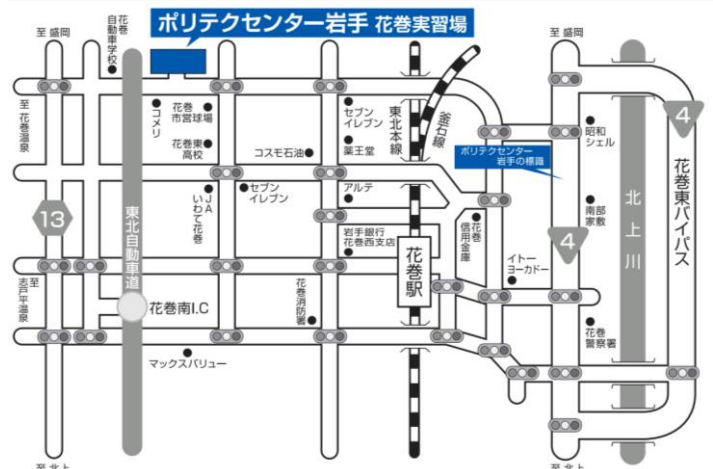 ポリテクセンター岩手 花巻実習場
至 盛岡
花巻
自動車学校
至 盛岡
至 花巻温泉
コメリ
花巻
市営球場
花巻東
高校
セブン
イレブン
薬王堂
コスモ石油
東北本線
釜石線
ポリテクセンター
岩手の標識
昭和
シェル
4
花巻東バイパス
13
東北自動車道
JA
いわて花巻
セブン
イレブン
アルテ
岩手銀行
花巻西支店
花巻駅
花巻
信用金庫
イトー
ヨーカドー
南部
家敷
4
北上川
至
志戸平温泉
花巻南I.C
花巻消防署
花巻
警察署
マックスバリュー
至 北上
至 北上